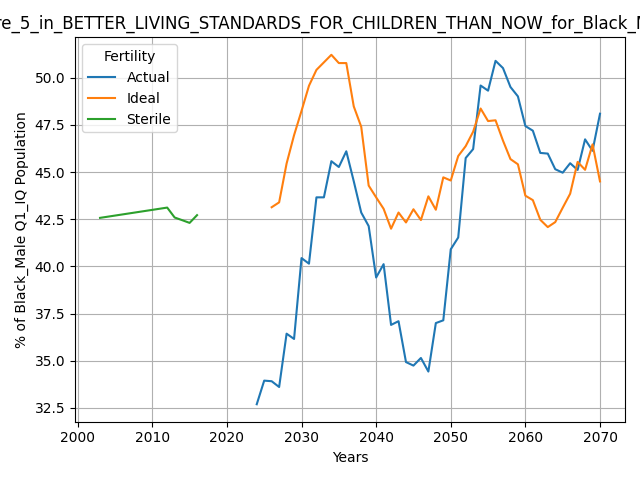 re_5_in_BETTER_LIVING_STANDARDS_FOR_CHILDREN_THAN_NOW_for_Black_M
Fertility
Actual
Ideal
Sterile
% of Black_Male Q1_IQ Population
50.0
47.5
45.0
42.5
40.0
37.5
35.0
32.5
2000 2010 2020 2030 2040 2050 2060 2070
Years